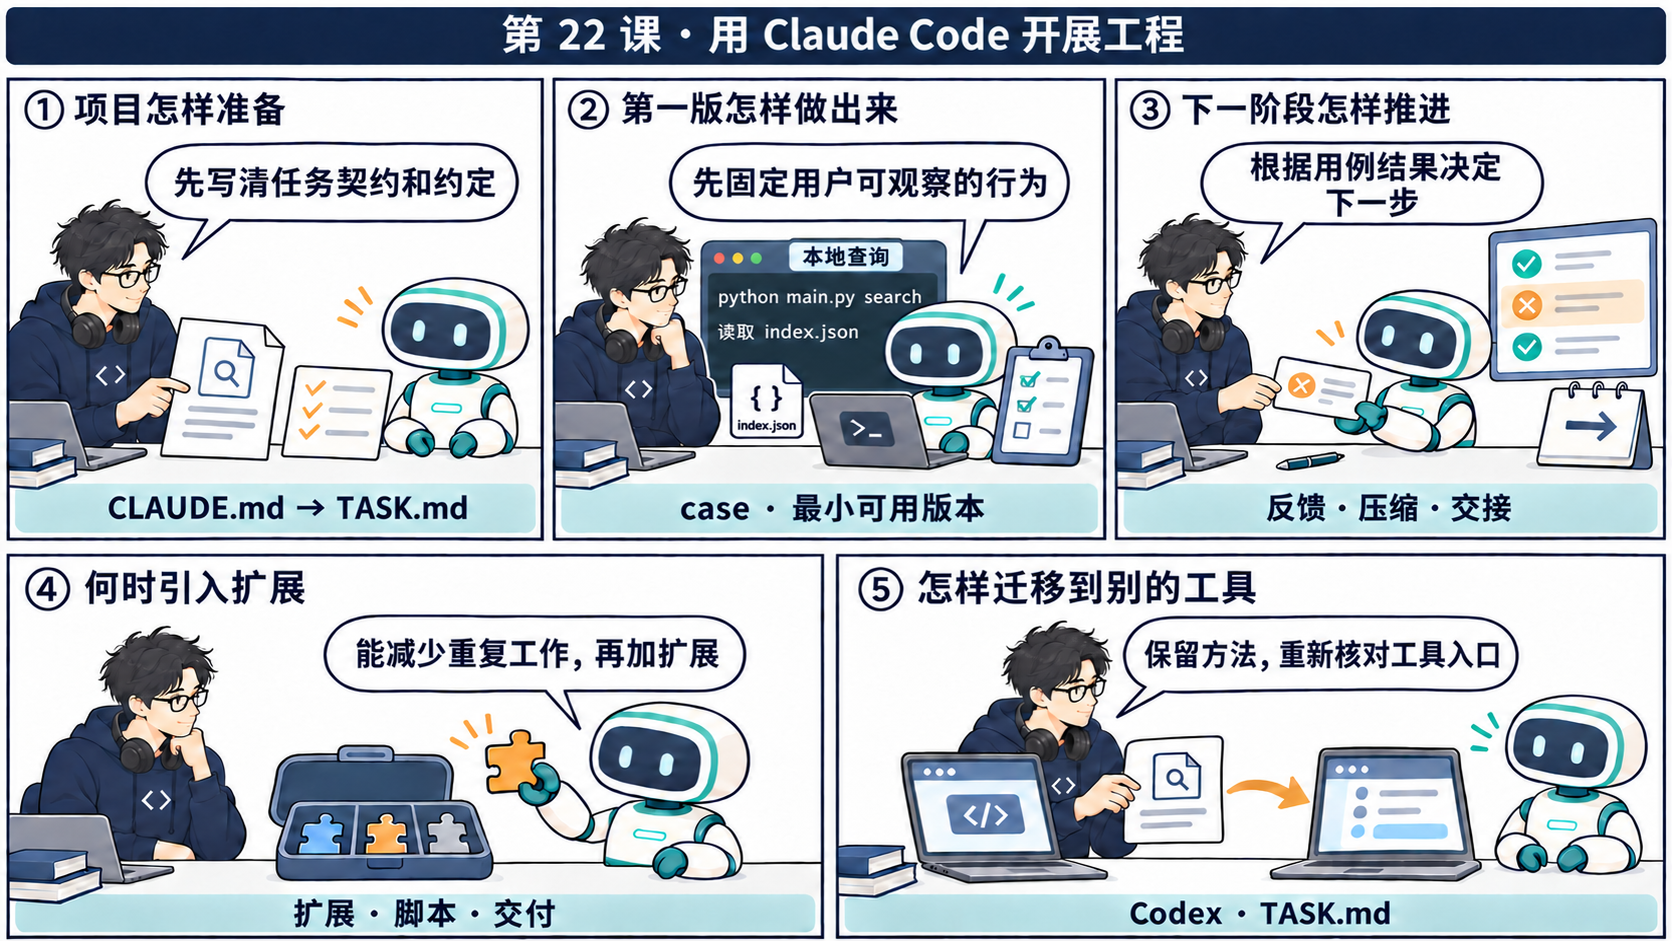 第 22 课 · 用 Claude Code 开展工程
① 项目怎样准备
先写清任务契约和约定
< >
CLAUDE.md → TASK.md
② 第一版怎样做出来
先固定用户可观察的行为
本地查询
python main.py search
读取 index.json
< >
{ }
index.json
>_
case · 最小可用版本
③ 下一阶段怎样推进
根据用例结果决定
下一步
< >
反馈 · 压缩 · 交接
④ 何时引入扩展
能减少重复工作，再加扩展
< >
扩展 · 脚本 · 交付
⑤ 怎样迁移到别的工具
保留方法，重新核对工具入口
</>
< >
Codex · TASK.md